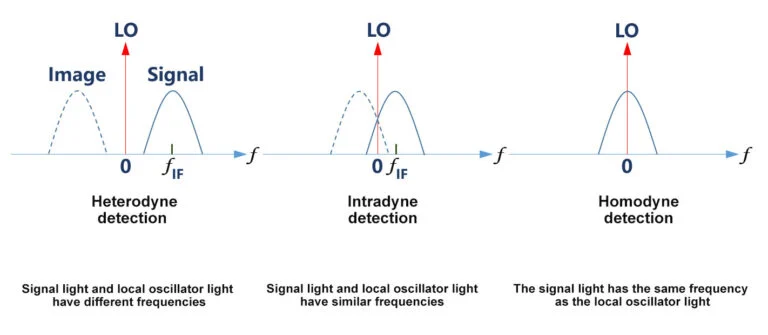 LO
Image
Signal
0
f_IF
f
Heterodyne
detection
Signal light and local oscillator light
have different frequencies
LO
0
f_IF
f
Intradyne
detection
Signal light and local oscillator light
have similar frequencies
LO
0
f
Homodyne
detection
The signal light has the same frequency
as the local oscillator light